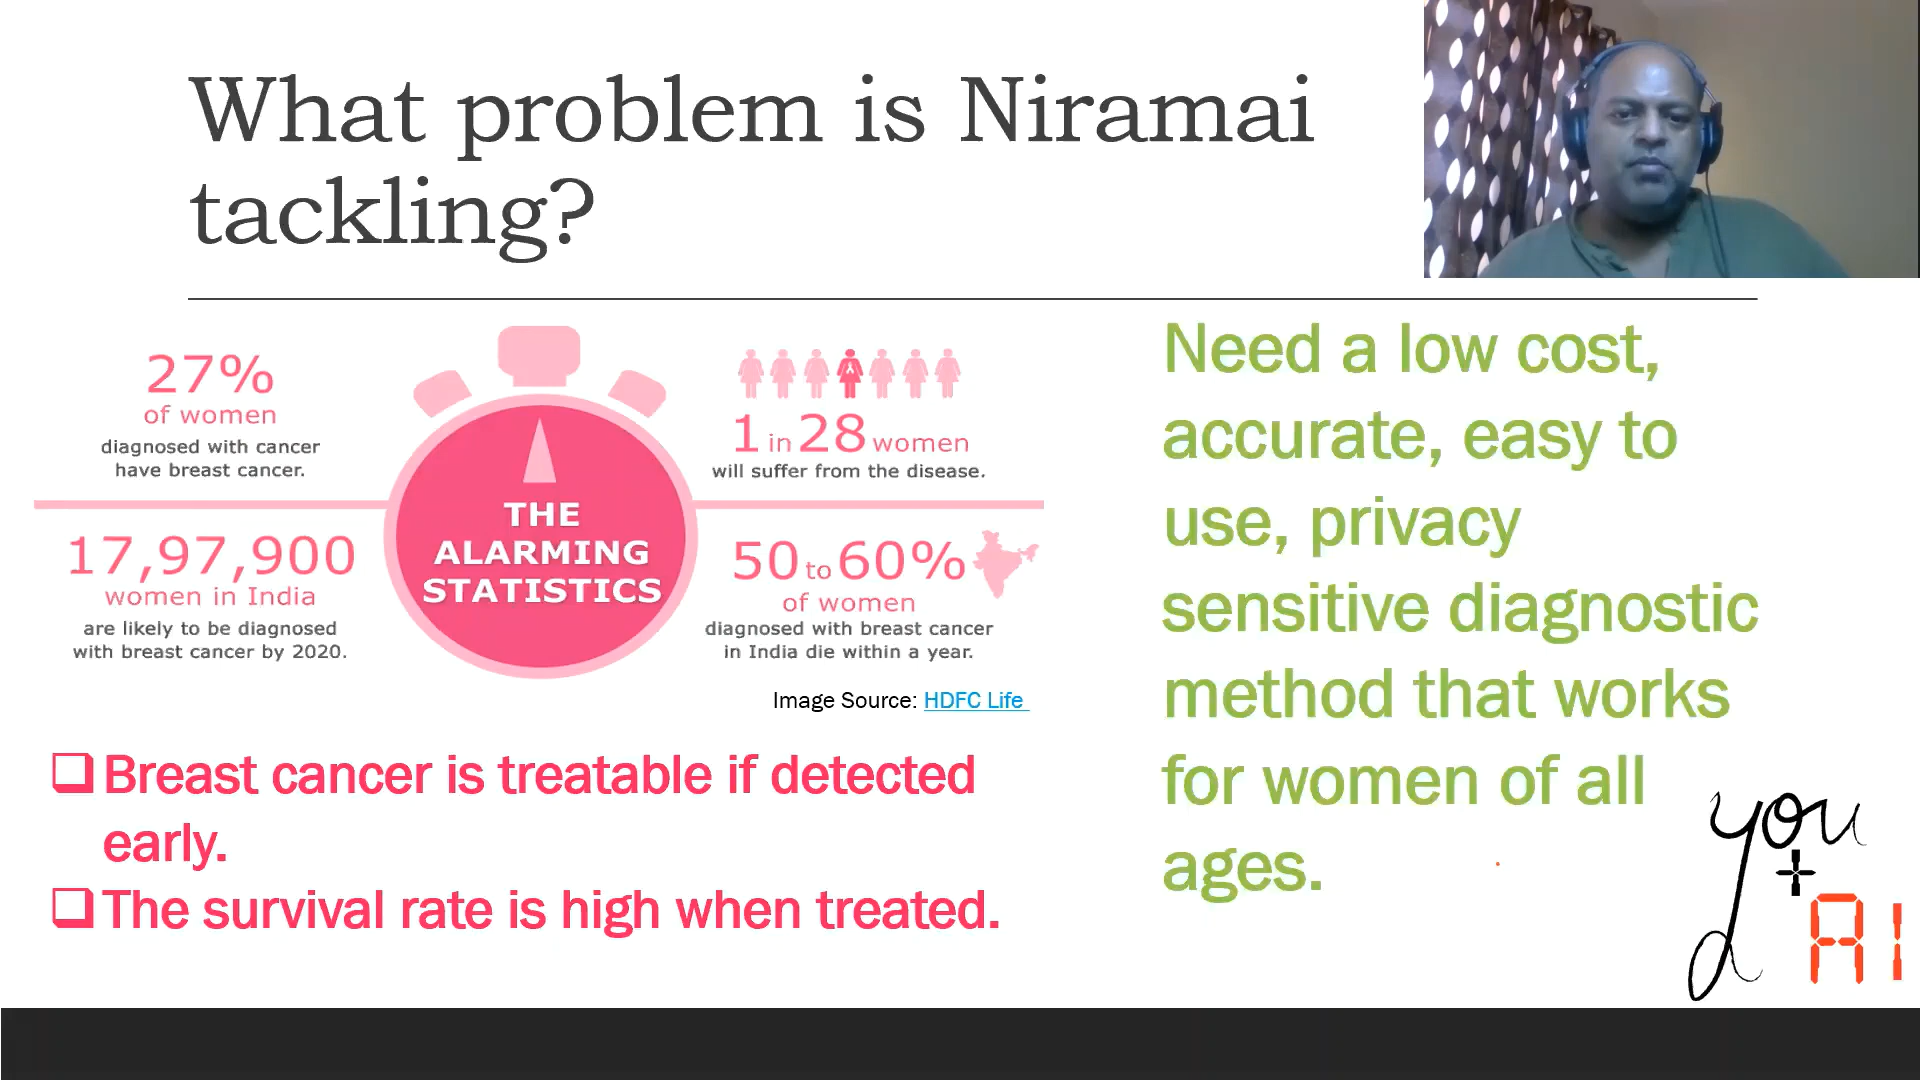 What problem is Niramai
tackling?
27%
of women
diagnosed with cancer
have breast cancer.
1 in 28 women
will suffer from the disease.
THE
ALARMING
STATISTICS
17,97,900
women in India
are likely to be diagnosed
with breast cancer by 2020.
50 to 60%
of women
diagnosed with breast cancer
in India die within a year.
Image Source: HDFC Life
Breast cancer is treatable if detected
early.
The survival rate is high when treated.
Need a low cost,
accurate, easy to
use, privacy
sensitive diagnostic
method that works
for women of all
ages.
you
+
AI